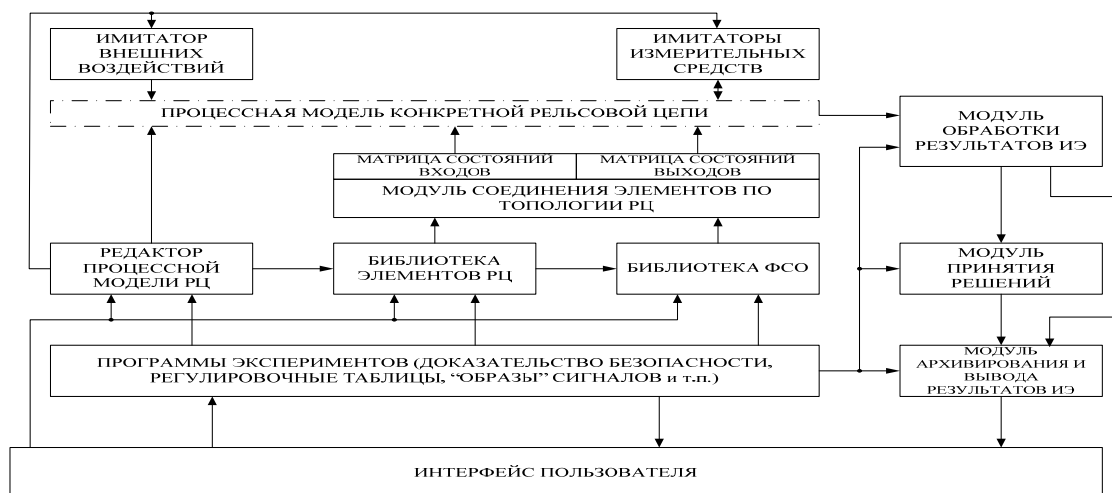 ИМИТАТОР
ВНЕШНИХ
ВОЗДЕЙСТВИЙ
ИМИТАТОРЫ
ИЗМЕРИТЕЛЬНЫХ
СРЕДСТВ
ПРОЦЕССНАЯ МОДЕЛЬ КОНКРЕТНОЙ РЕЛЬСОВОЙ ЦЕПИ
МОДУЛЬ
ОБРАБОТКИ
РЕЗУЛЬТАТОВ ИЭ
МАТРИЦА СОСТОЯНИЙ
ВХОДОВ
МАТРИЦА СОСТОЯНИЙ
ВЫХОДОВ
МОДУЛЬ СОЕДИНЕНИЯ ЭЛЕМЕНТОВ ПО
ТОПОЛОГИИ РЦ
РЕДАКТОР
ПРОЦЕССНОЙ
МОДЕЛИ РЦ
БИБЛИОТЕКА
ЭЛЕМЕНТОВ РЦ
БИБЛИОТЕКА ФСО
МОДУЛЬ
ПРИНЯТИЯ
РЕШЕНИЙ
ПРОГРАММЫ ЭКСПЕРИМЕНТОВ (ДОКАЗАТЕЛЬСТВО БЕЗОПАСНОСТИ,
РЕГУЛИРОВОЧНЫЕ ТАБЛИЦЫ, “ОБРАЗЫ” СИГНАЛОВ и т.п.)
МОДУЛЬ
АРХИВИРОВАНИЯ И
ВЫВОДА
РЕЗУЛЬТАТОВ ИЭ
ИНТЕРФЕЙС ПОЛЬЗОВАТЕЛЯ